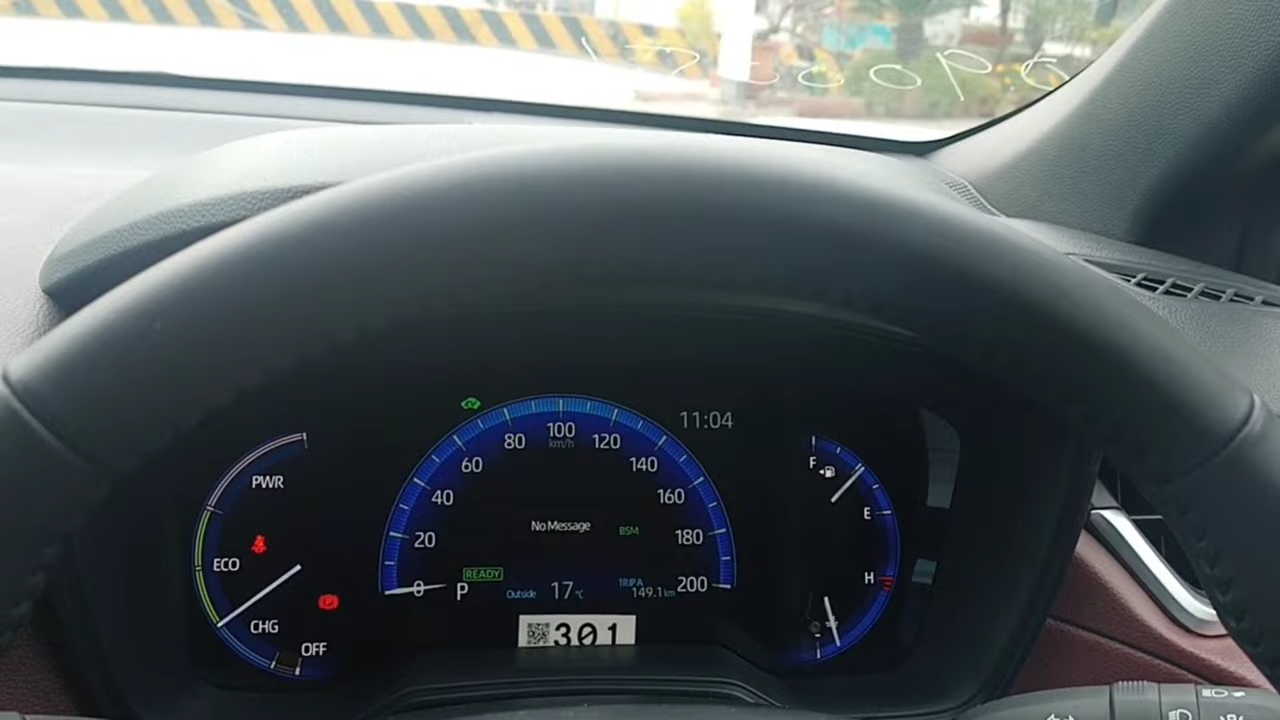 11:04
PWR
ECO
CHG
OFF
0
20
40
60
80
100
km/h
120
140
160
180
200
No Message
BSM
READY
P
Outside 17°C
TRIP A
149.1 km
F
E
H
301